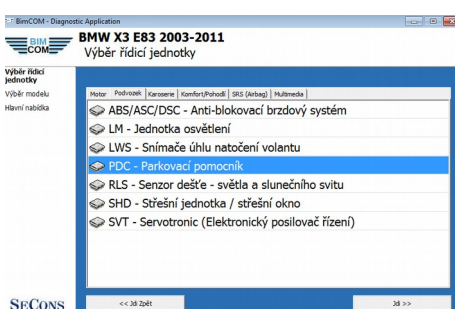 BimCOM - Diagnostic Application
BIM
COM
BMW X3 E83 2003-2011
Výběr řídicí jednotky
Výběr řídicí
jednotky
Výběr modelu
Hlavní nabídka
Motor Podvozek Karoserie Komfort/Pohodlí SRS (Airbag) Multimedia
ABS/ASC/DSC - Anti-blokovací brzdový systém
LM - Jednotka osvětlení
LWS - Snímače úhlu natočení volantu
PDC - Parkovací pomocník
RLS - Senzor dešťe - světla a slunečního svitu
SHD - Střešní jednotka / střešní okno
SVT - Servotronic (Elektronický posilovač řízení)
SECONS
<< Jdi Zpět
Jdi >>